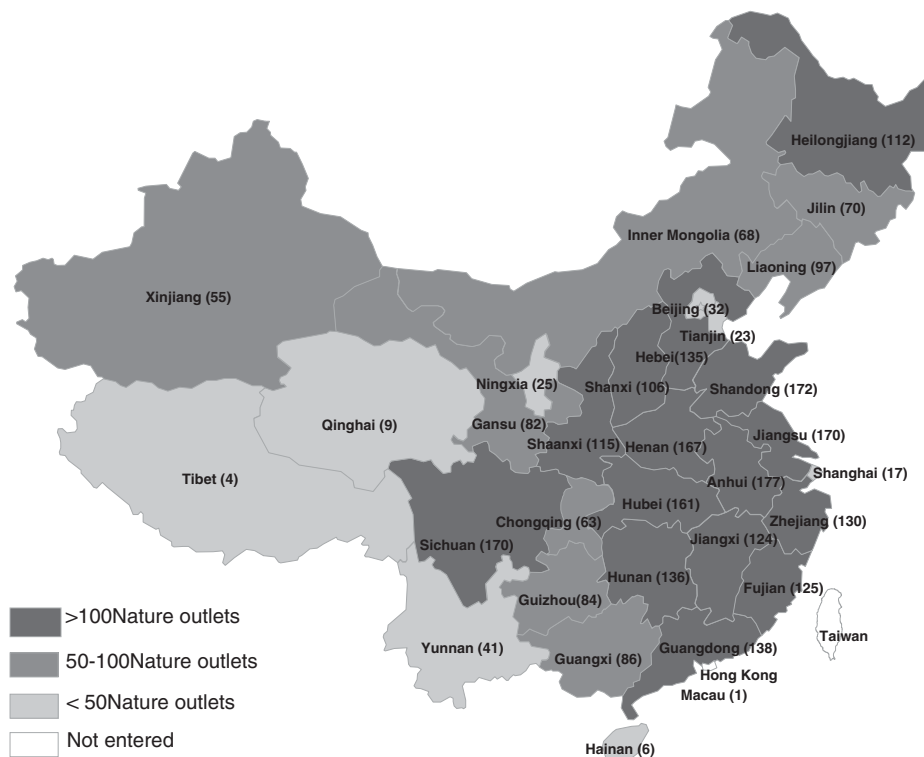 Heilongjiang (112)
Jilin (70)
Inner Mongolia (68)
Liaoning (97)
Xinjiang (55)
Beijing (32)
Tianjin (23)
Hebei(135)
Ningxia (25)
Shanxi (106)
Shandong (172)
Qinghai (9)
Gansu (82)
Shaanxi (115)
Henan (167)
Jiangsu (170)
Tibet (4)
Shanghai (17)
Anhui (177)
Hubei (161)
Chongqing (63)
Zhejiang (130)
Sichuan (170)
Jiangxi (124)
Hunan (136)
Fujian (125)
Guizhou(84)
>100Nature outlets
Taiwan
Yunnan (41)
Guangxi (86)
Guangdong (138)
50-100Nature outlets
Hong Kong
Macau (1)
< 50Nature outlets
Not entered
Hainan (6)